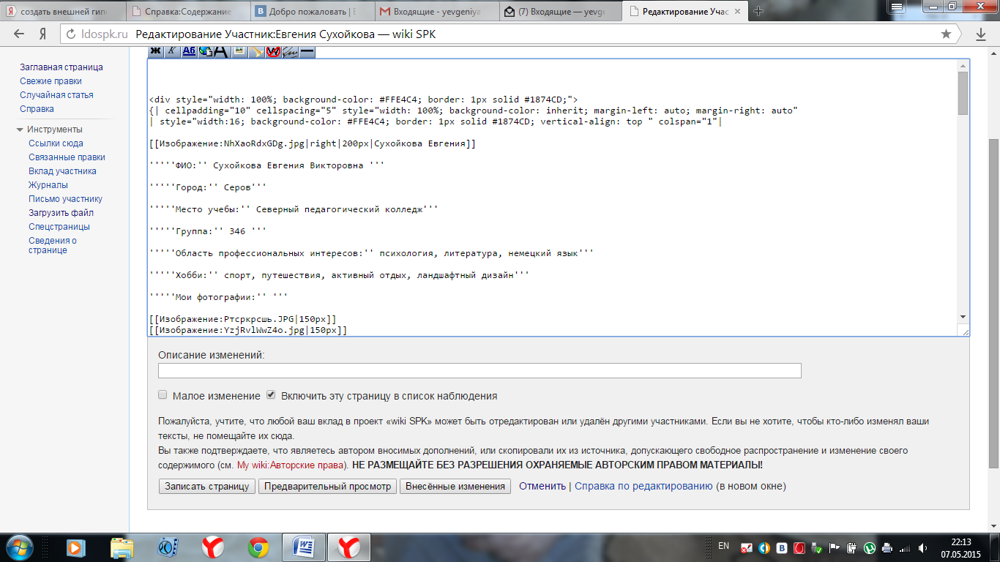 создать внешней гип
Справка:Содержание
Добро пожаловать | В
Входящие - yevgeniya
(7) Входящие — yevge
Редактирование Учас
ldospk.ru Редактирование Участник:Евгения Сухойкова — wiki SPK
Ж К Аб А
Заглавная страница
Свежие правки
Случайная статья
Справка
Инструменты
Ссылки сюда
Связанные правки
Вклад участника
Журналы
Письмо участнику
Загрузить файл
Спецстраницы
Сведения о
странице
<div style="width: 100%; background-color: #FFE4C4; border: 1px solid #1874CD;">
{| cellpadding="10" cellspacing="5" style="width: 100%; background-color: inherit; margin-left: auto; margin-right: auto"
| style="width:16; background-color: #FFE4C4; border: 1px solid #1874CD; vertical-align: top " colspan="1"|
[[Изображение:NhXaoRdxGDg.jpg|right|200px|Сухойкова Евгения]]
'''''ФИО:'' Сухойкова Евгения Викторовна '''
'''''Город:'' Серов'''
'''''Место учебы:'' Северный педагогический колледж'''
'''''Группа:'' 346 '''
'''''Область профессиональных интересов:'' психология, литература, немецкий язык'''
'''''Хобби:'' спорт, путешествия, активный отдых, ландшафтный дизайн'''
'''''Мои фотографии:'' '''
[[Изображение:Ртсркрсшь.JPG|150px]]
[[Изображение:YzjRvlWwZ4o.jpg|150px]]
Описание изменений:
Малое изменение Включить эту страницу в список наблюдения
Пожалуйста, учтите, что любой ваш вклад в проект «wiki SPK» может быть отредактирован или удалён другими участниками. Если вы не хотите, чтобы кто-либо изменял ваши
тексты, не помещайте их сюда.
Вы также подтверждаете, что являетесь автором вносимых дополнений, или скопировали их из источника, допускающего свободное распространение и изменение своего
содержимого (см. My wiki:Авторские права). НЕ РАЗМЕЩАЙТЕ БЕЗ РАЗРЕШЕНИЯ ОХРАНЯЕМЫЕ АВТОРСКИМ ПРАВОМ МАТЕРИАЛЫ!
Записать страницу Предварительный просмотр Внесённые изменения Отменить | Справка по редактированию (в новом окне)
EN
22:13
07.05.2015